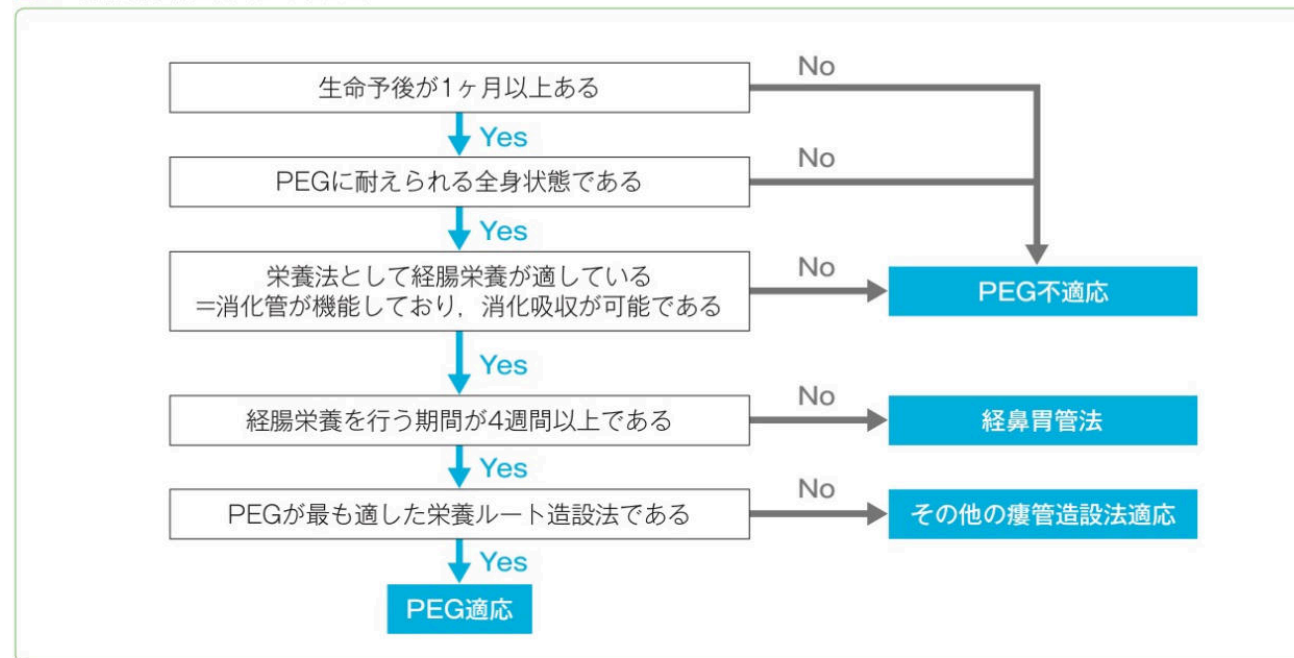 生命予後が1ヶ月以上ある
No
Yes
PEGに耐えられる全身状態である
No
Yes
栄養法として経腸栄養が適している
＝消化管が機能しており，消化吸収が可能である
No
PEG不適応
Yes
経腸栄養を行う期間が4週間以上である
No
経鼻胃管法
Yes
PEGが最も適した栄養ルート造設法である
No
その他の瘻管造設法適応
Yes
PEG適応